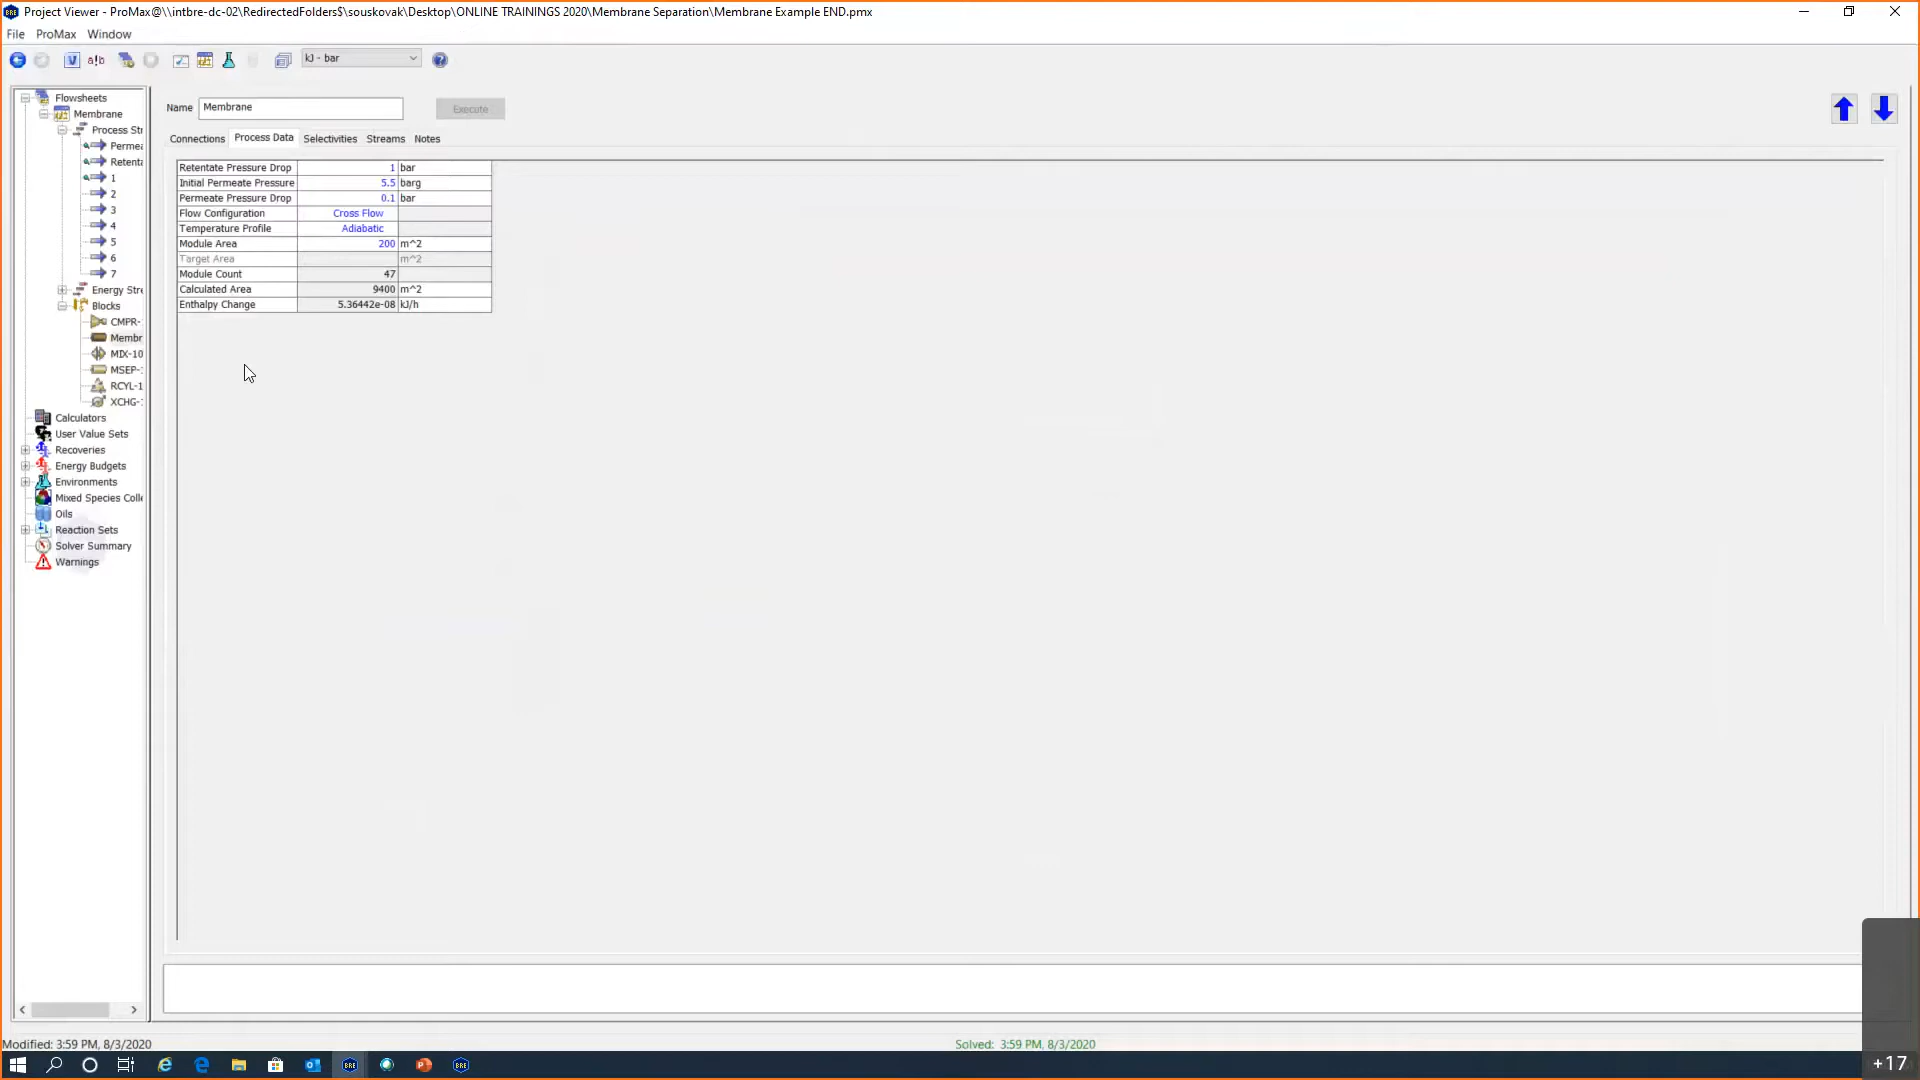 Project Viewer - ProMax@\\intbre-dc-02\RedirectedFolders$\souskovak\Desktop\ONLINE TRAININGS 2020\Membrane Separation\Membrane Example END.pmx
File ProMax Window
kJ - bar
Flowsheets
Membrane
Process Str
Permea
Retenta
1
2
3
4
5
6
7
Energy Stre
Blocks
CMPR-
Membr
MIX-10
MSEP-
RCYL-1
XCHG-
Calculators
User Value Sets
Recoveries
Energy Budgets
Environments
Mixed Species Colle
Oils
Reaction Sets
Solver Summary
Warnings
Name Membrane Execute
Connections Process Data Selectivities Streams Notes
Retentate Pressure Drop 1 bar
Initial Permeate Pressure 5.5 barg
Permeate Pressure Drop 0.1 bar
Flow Configuration Cross Flow
Temperature Profile Adiabatic
Module Area 200 m^2
Target Area m^2
Module Count 47
Calculated Area 9400 m^2
Enthalpy Change 5.36442e-08 kJ/h
Modified: 3:59 PM, 8/3/2020
Solved: 3:59 PM, 8/3/2020
+17